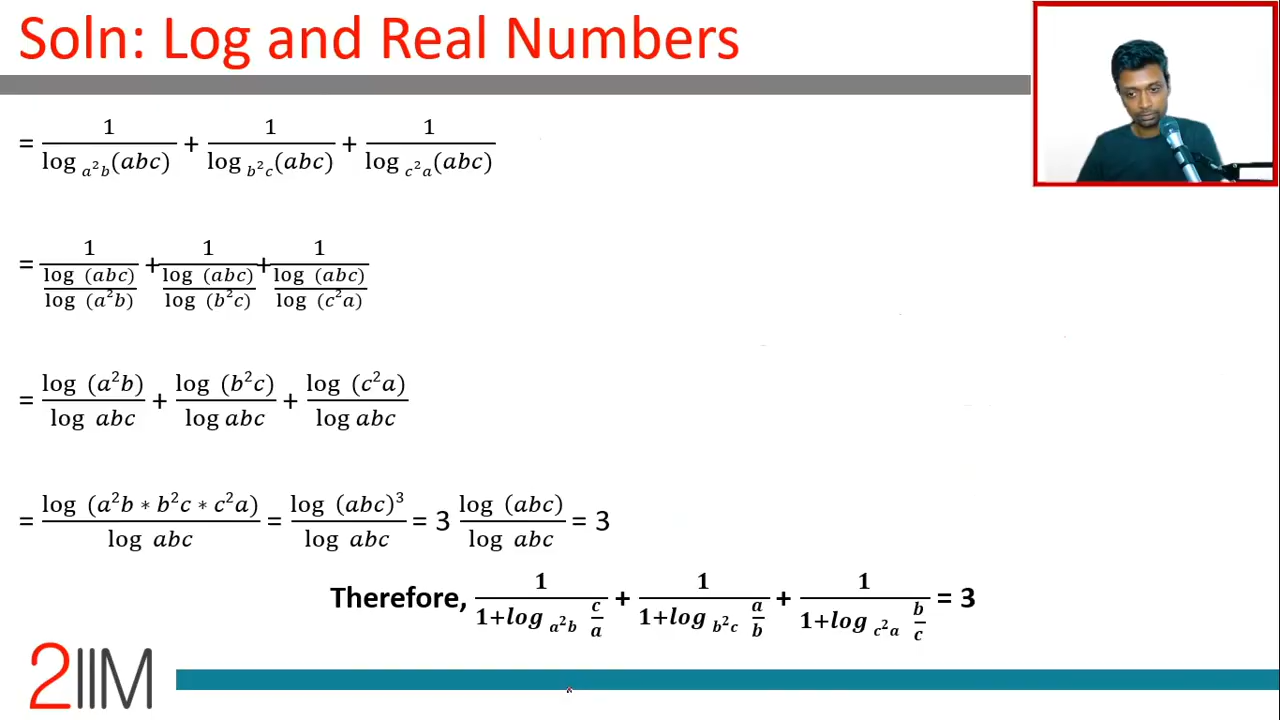 Soln: Log and Real Numbers
= 1/(log_{a²b}(abc)) + 1/(log_{b²c}(abc)) + 1/(log_{c²a}(abc))
= 1/(log (abc)/log (a²b)) + 1/(log (abc)/log (b²c)) + 1/(log (abc)/log (c²a))
= log (a²b)/log abc + log (b²c)/log abc + log (c²a)/log abc
= log (a²b ∗ b²c ∗ c²a)/log abc = log (abc)³/log abc = 3 log (abc)/log abc = 3
Therefore, 1/(1+log_{a²b} c/a) + 1/(1+log_{b²c} a/b) + 1/(1+log_{c²a} b/c) = 3
2IIM